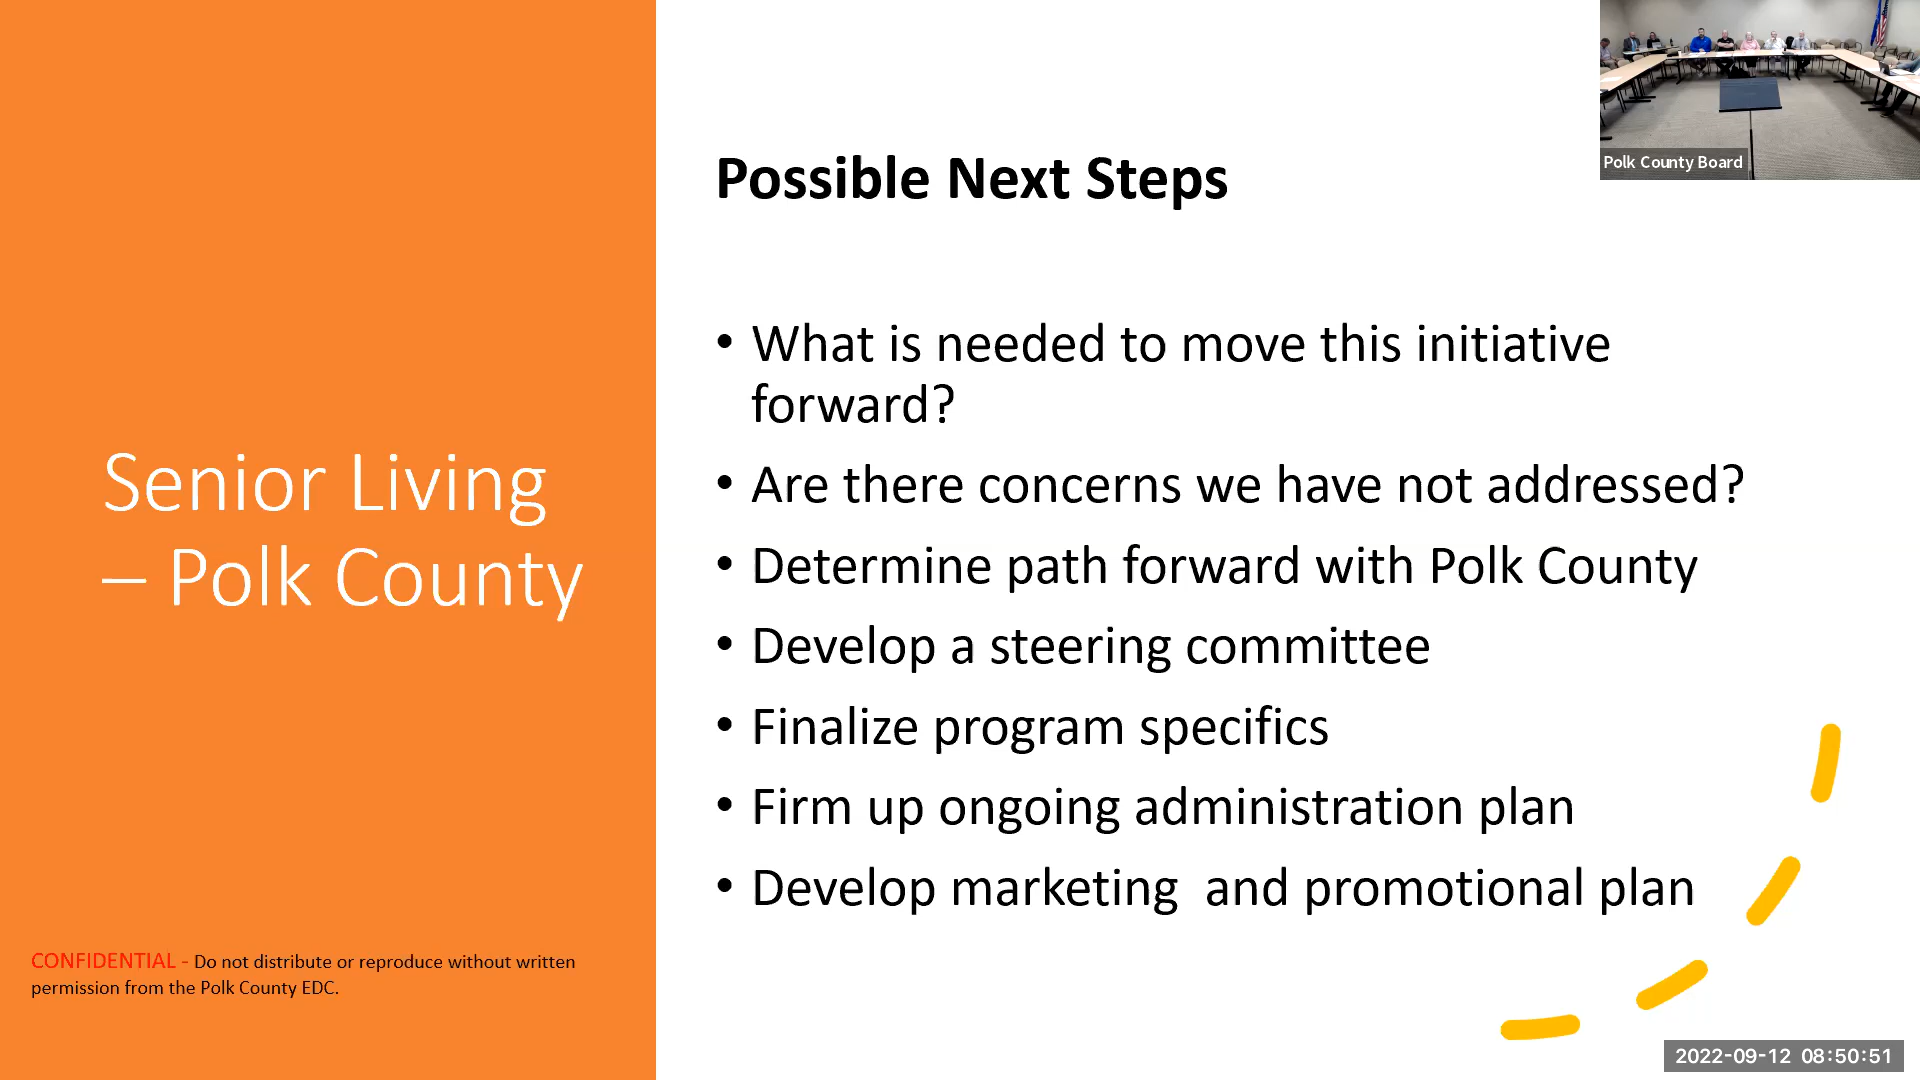 Polk County Board
Possible Next Steps
• What is needed to move this initiative
forward?
• Are there concerns we have not addressed?
• Determine path forward with Polk County
• Develop a steering committee
• Finalize program specifics
• Firm up ongoing administration plan
• Develop marketing  and promotional plan
Senior Living
– Polk County
CONFIDENTIAL - Do not distribute or reproduce without written
permission from the Polk County EDC.
2022-09-12 08:50:51